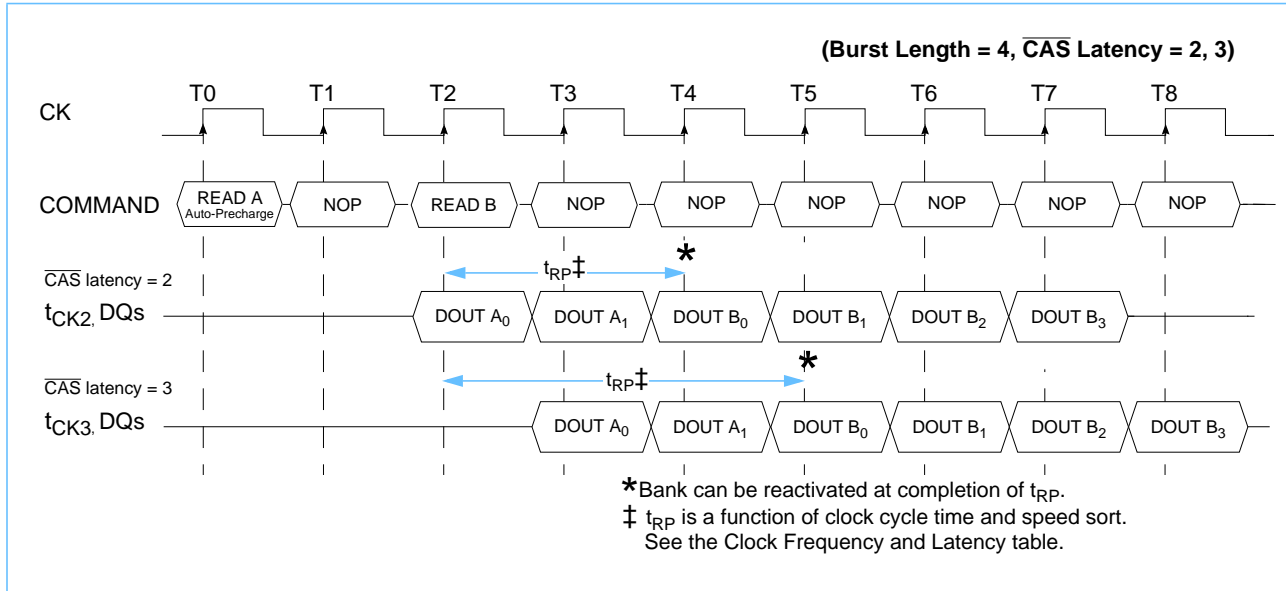 (Burst Length = 4, CAS Latency = 2, 3)
T0 T1 T2 T3 T4 T5 T6 T7 T8
CK
COMMAND
READ A
Auto-Precharge
NOP
READ B
NOP
NOP
NOP
NOP
NOP
NOP
*
tRP‡
CAS latency = 2
tCK2, DQs
DOUT A0
DOUT A1
DOUT B0
DOUT B1
DOUT B2
DOUT B3
*
tRP‡
CAS latency = 3
tCK3, DQs
DOUT A0
DOUT A1
DOUT B0
DOUT B1
DOUT B2
DOUT B3
*Bank can be reactivated at completion of tRP.
‡ tRP is a function of clock cycle time and speed sort.
See the Clock Frequency and Latency table.